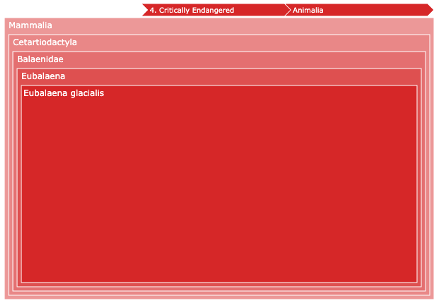 4. Critically Endangered
Animalia
Mammalia
Cetartiodactyla
Balaenidae
Eubalaena
Eubalaena glacialis